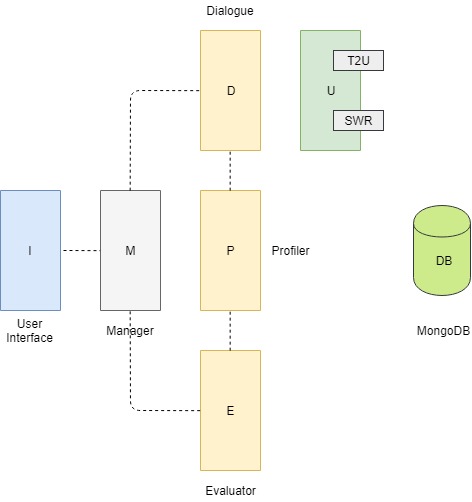 Dialogue
D
U
T2U
SWR
I
M
P
Profiler
DB
User
Interface
Manager
MongoDB
E
Evaluator